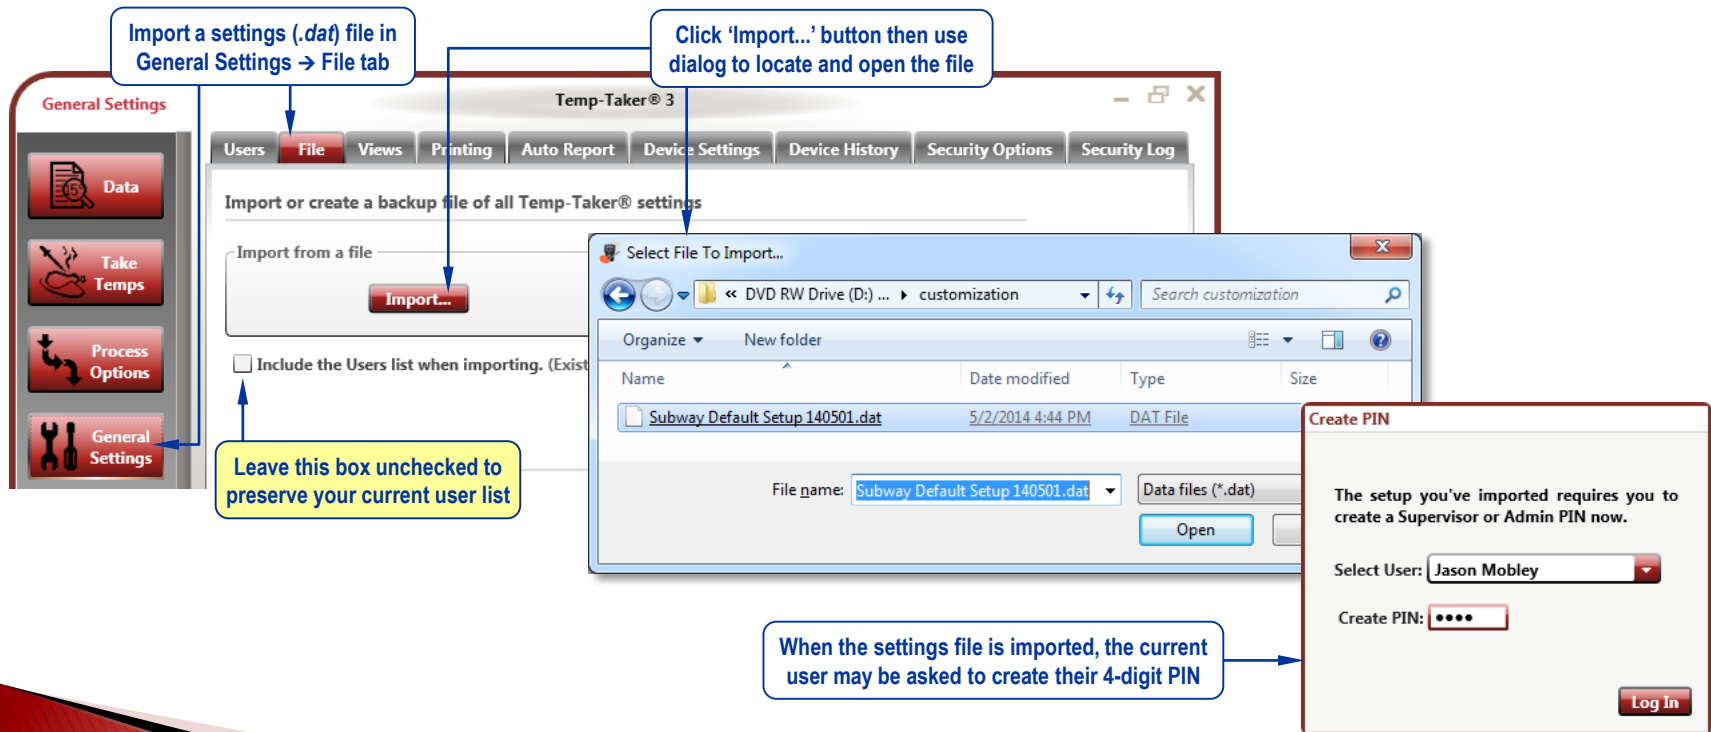 Import a settings (.dat) file in
General Settings → File tab
Click ‘Import...’ button then use
dialog to locate and open the file
General Settings
Temp-Taker® 3
Users File Views Printing Auto Report Device Settings Device History Security Options Security Log
Data
Take
Temps
Process
Options
General
Settings
Import or create a backup file of all Temp-Taker® settings
Import from a file
Import...
Include the Users list when importing. (Exist
Leave this box unchecked to
preserve your current user list
Select File To Import...
« DVD RW Drive (D:) ... customization
Search customization
Organize New folder
Name Date modified Type Size
Subway Default Setup 140501.dat 5/2/2014 4:44 PM DAT File
File name: Subway Default Setup 140501.dat Data files (*.dat)
Open
Create PIN
The setup you've imported requires you to
create a Supervisor or Admin PIN now.
Select User: Jason Mobley
Create PIN: ••••
Log In
When the settings file is imported, the current
user may be asked to create their 4-digit PIN